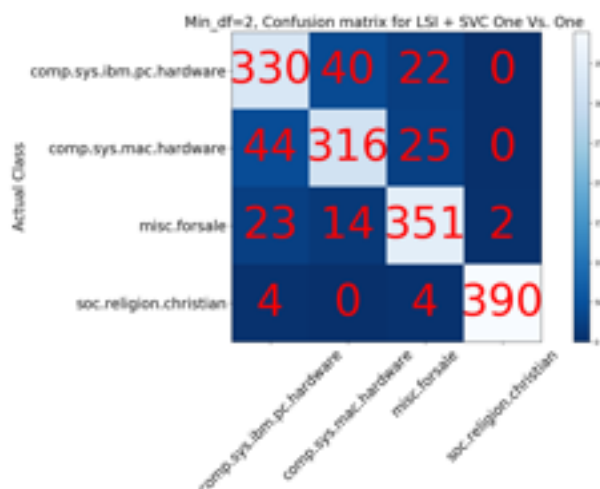 Min_df=2, Confusion matrix for LSI + SVC One Vs. One
comp.sys.ibm.pc.hardware 330 40 22 0
comp.sys.mac.hardware 44 316 25 0
misc.forsale 23 14 351 2
soc.religion.christian 4 0 4 390
Actual Class
comp.sys.ibm.pc.hardware
comp.sys.mac.hardware
misc.forsale
soc.religion.christian